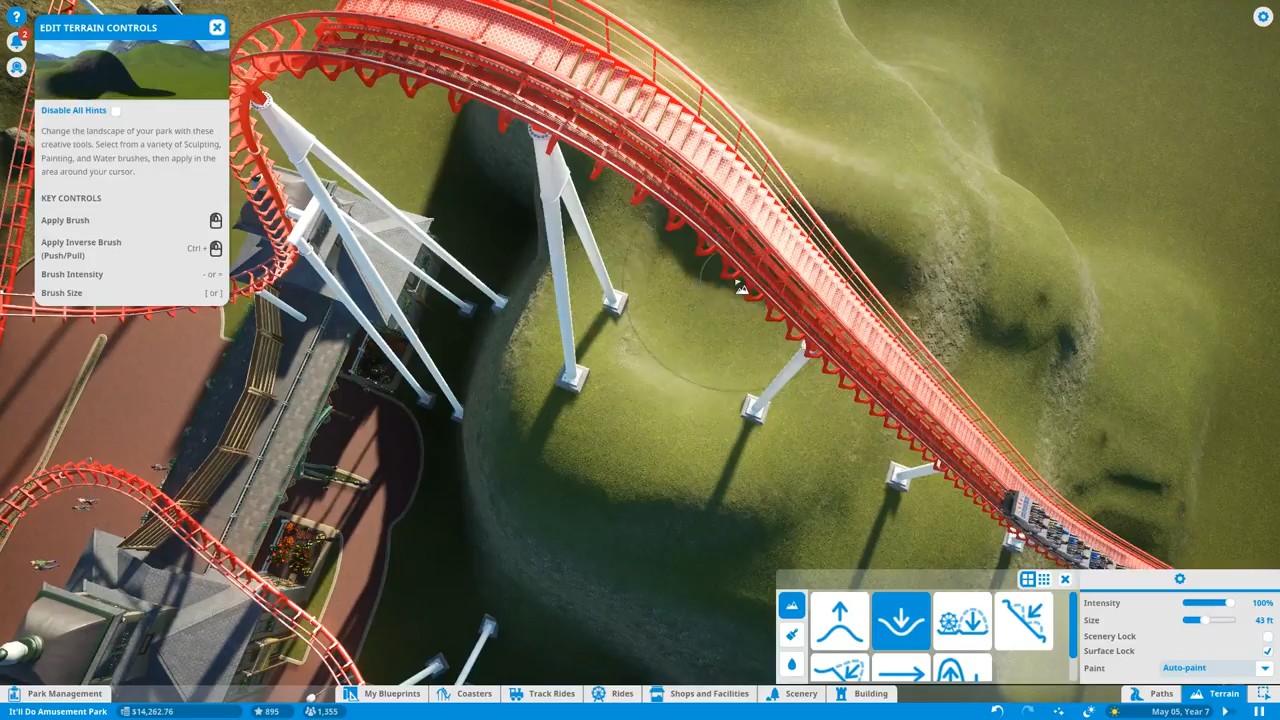 ?
EDIT TERRAIN CONTROLS
2
Disable All Hints
Change the landscape of your park with these
creative tools. Select from a variety of Sculpting,
Painting, and Water brushes, then apply in the
area around your cursor.
KEY CONTROLS
Apply Brush
Apply Inverse Brush
(Push/Pull)
Ctrl +
Brush Intensity
- or =
Brush Size
[ or ]
Intensity
100%
Size
43 ft
Scenery Lock
Surface Lock
Paint
Auto-paint
Park Management
My Blueprints
Coasters
Track Rides
Rides
Shops and Facilities
Scenery
Building
Paths
Terrain
It'll Do Amusement Park
$14,262.76
895
1,355
May 05, Year 7